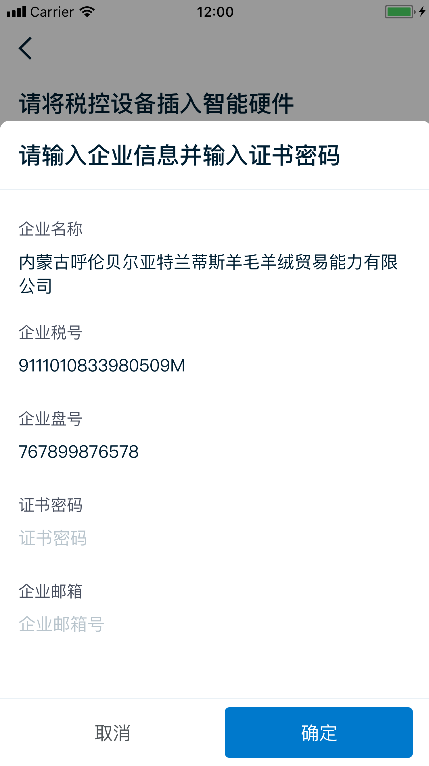 Carrier 12:00
请将税控设备插入智能硬件
请输入企业信息并输入证书密码
企业名称
内蒙古呼伦贝尔亚特兰蒂斯羊毛羊绒贸易能力有限
公司
企业税号
9111010833980509M
企业盘号
767899876578
证书密码
证书密码
企业邮箱
企业邮箱号
取消 确定